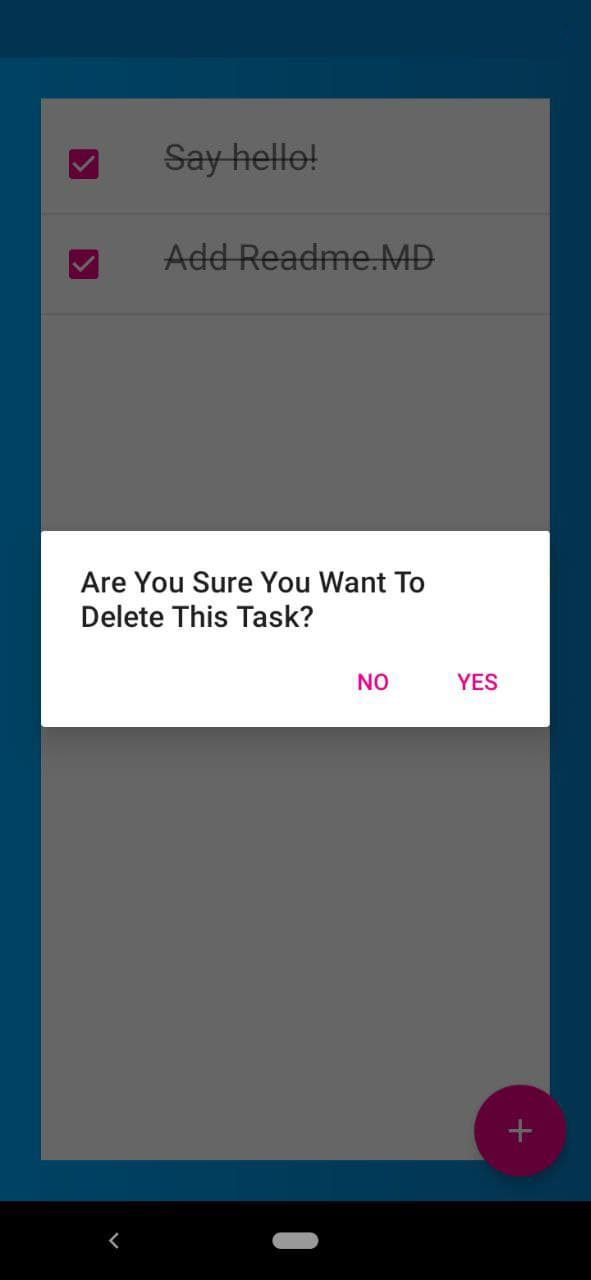 Say hello!
Add Readme.MD
Are You Sure You Want To
Delete This Task?
NO YES